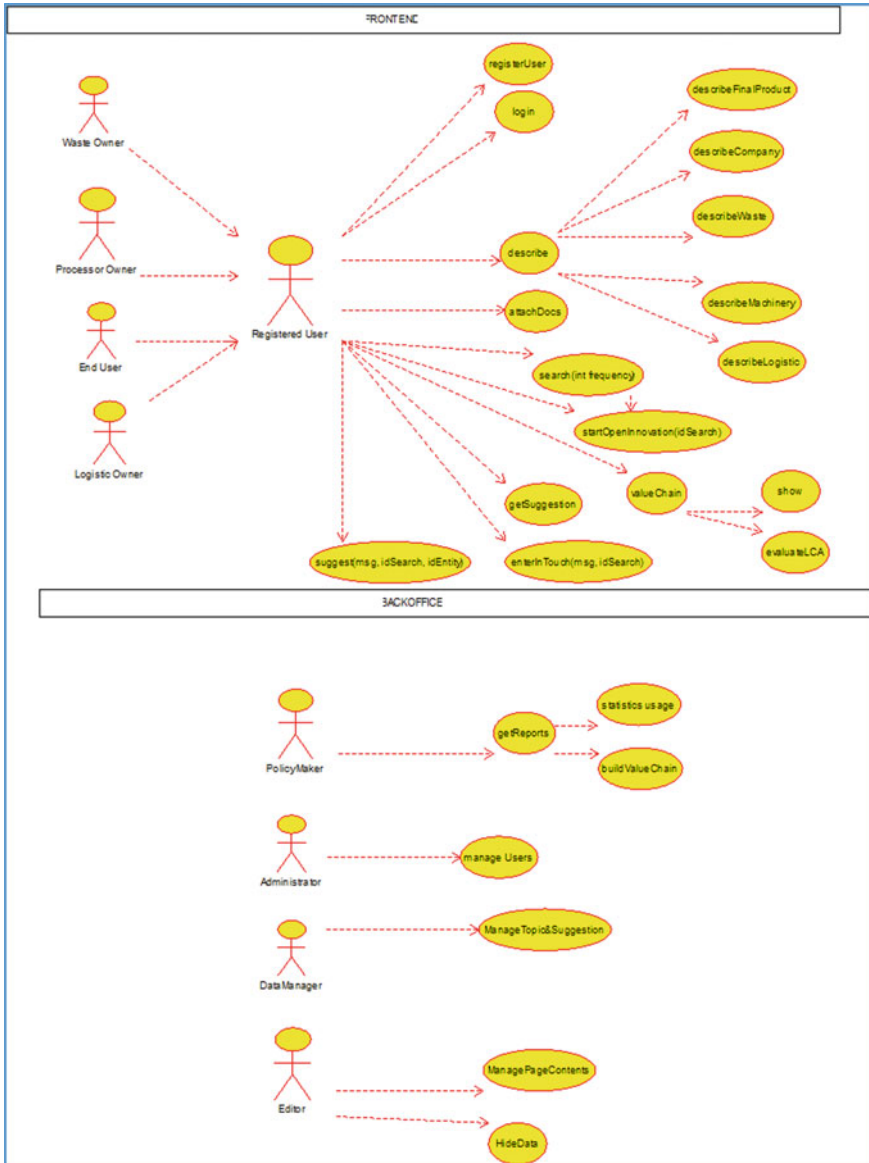 FRONTEND
registerUser
describeFinalProduct
login
Waste Owner
describeCompany
describeWaste
describe
Processor Owner
describeMachinery
attachDocs
Registered User
End User
describeLogistic
search(int frequency)
startOpenInnovation(idSearch)
Logistic Owner
valueChain
show
getSuggestion
evaluateLCA
suggest(msg, idSearch, idEntity)
enterInTouch(msg, idSearch)
BACKOFFICE
statistics usage
getReports
PolicyMaker
buildValueChain
manage Users
Administrator
ManageTopic&Suggestion
DataManager
ManagePageContents
Editor
HideData